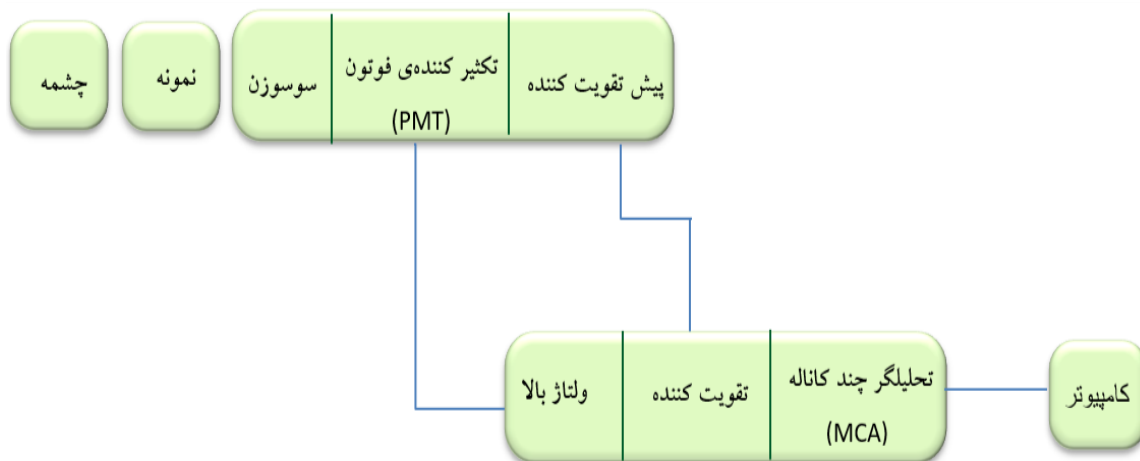 چشمه
نمونه
سوسوزن
تکثیر کننده‌ی فوتون
(PMT)
پیش تقویت کننده
ولتاژ بالا
تقویت کننده
تحلیلگر چند کاناله
(MCA)
کامپیوتر